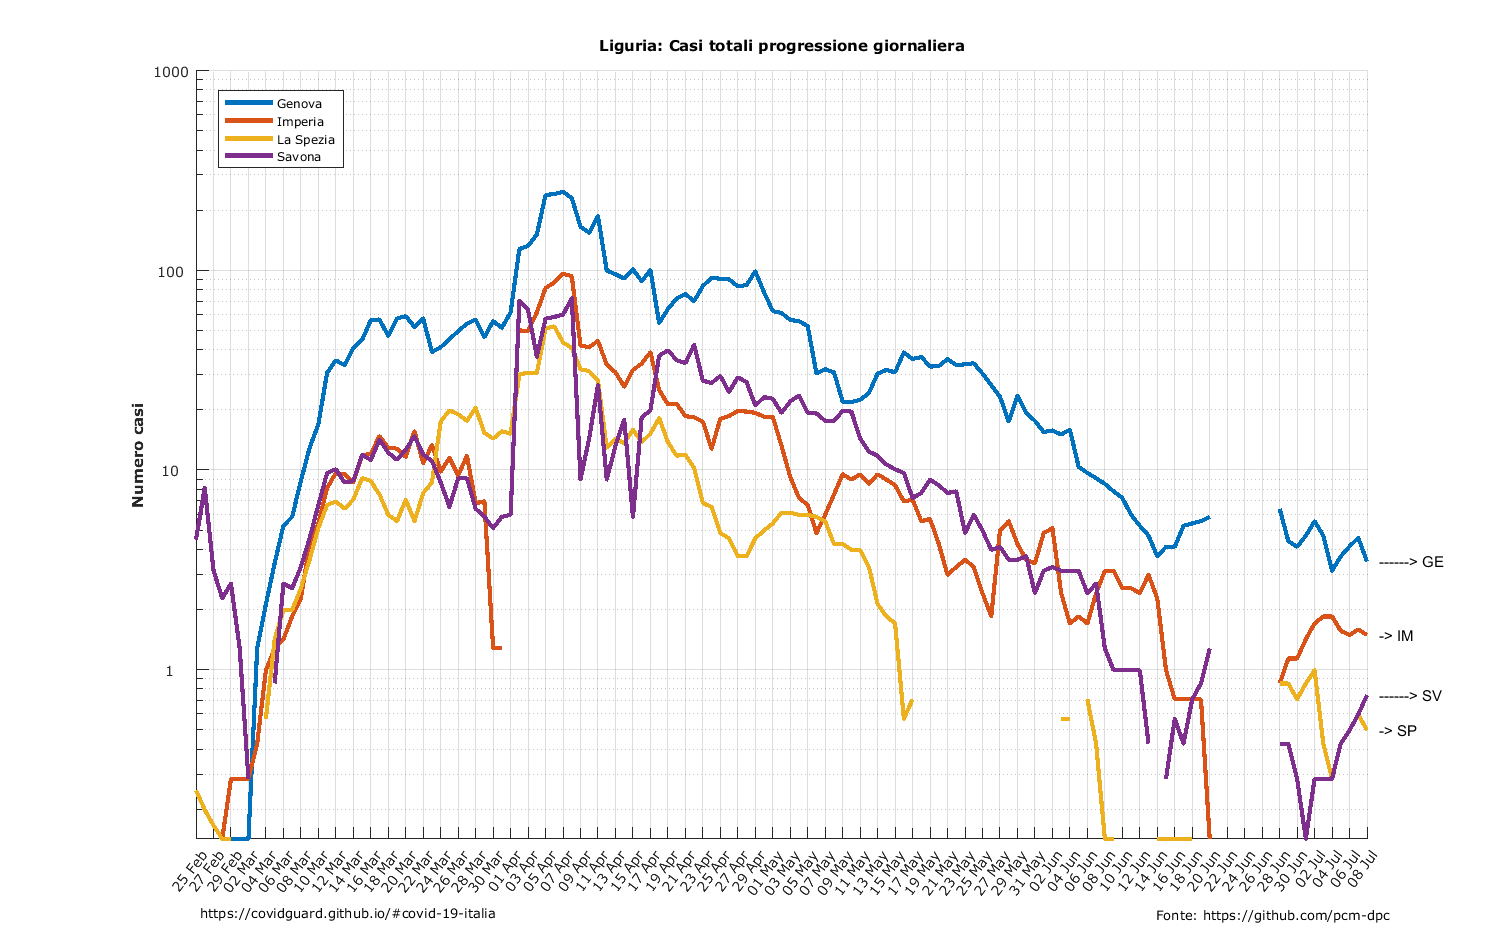 Liguria: Casi totali progressione giornaliera
1000
100
10
1
Numero casi
Genova
Imperia
La Spezia
Savona
------> GE
-> IM
------> SV
-> SP
25 Feb
27 Feb
29 Feb
02 Mar
04 Mar
06 Mar
08 Mar
10 Mar
12 Mar
14 Mar
16 Mar
18 Mar
20 Mar
22 Mar
24 Mar
26 Mar
28 Mar
30 Mar
01 Apr
03 Apr
05 Apr
07 Apr
09 Apr
11 Apr
13 Apr
15 Apr
17 Apr
19 Apr
21 Apr
23 Apr
25 Apr
27 Apr
29 Apr
01 May
03 May
05 May
07 May
09 May
11 May
13 May
15 May
17 May
19 May
21 May
23 May
25 May
27 May
29 May
31 May
02 Jun
04 Jun
06 Jun
08 Jun
10 Jun
12 Jun
14 Jun
16 Jun
18 Jun
20 Jun
22 Jun
24 Jun
26 Jun
28 Jun
30 Jun
02 Jul
04 Jul
06 Jul
08 Jul
https://covidguard.github.io/#covid-19-italia
Fonte: https://github.com/pcm-dpc